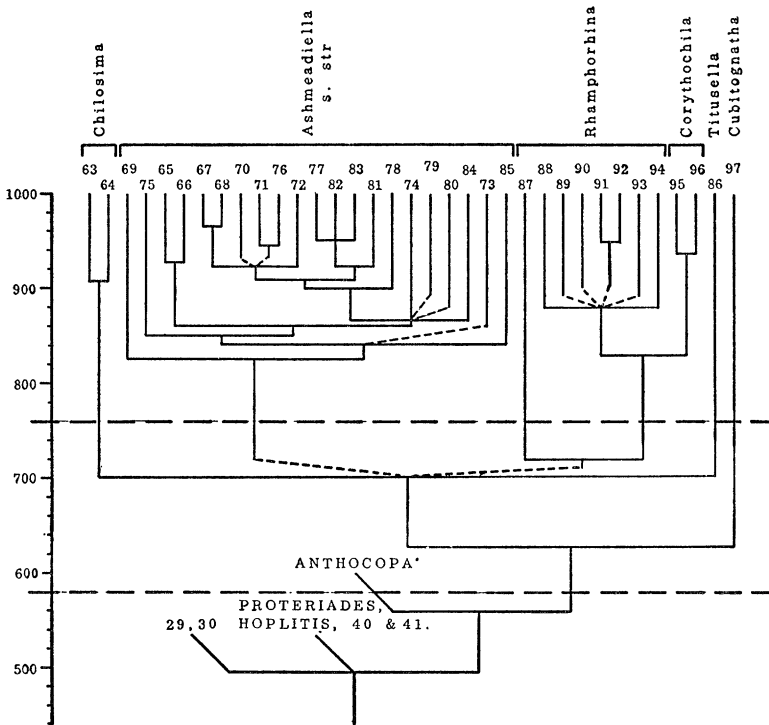 Chilosima
Ashmeadiella
s. str
Rhamphorhina
Corythochila
Titusella
Cubitognatha
63 69 65 67 70 76 77 83 78 79 84 85 88 90 92 94 96 97
64 75 66 68 71 72 82 81 74 80 73 87 89 91 93 95 86
1000
900
800
700
600
500
ANTHOCOPA'
PROTERIADES,
29,30 HOPLITIS, 40 & 41.